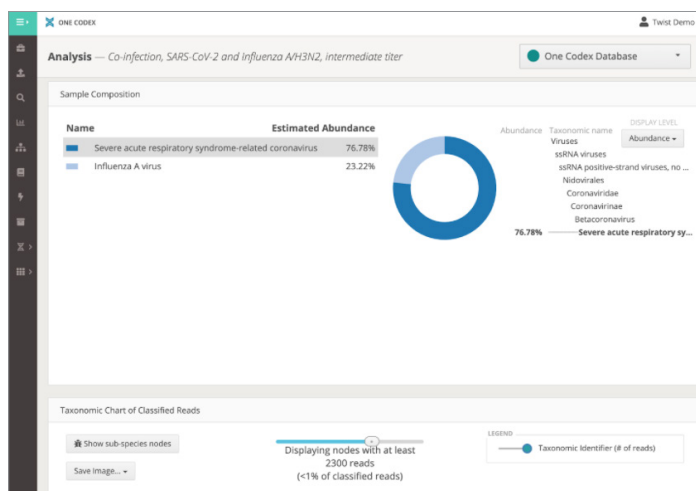 ONE CODEX
Twist Demo
Analysis — Co-infection, SARS-CoV-2 and Influenza A/H3N2, intermediate titer
One Codex Database
Sample Composition
Name Estimated Abundance
Severe acute respiratory syndrome-related coronavirus 76.78%
Influenza A virus 23.22%
DISPLAY LEVEL
Abundance
Abundance Taxonomic name
Viruses
ssRNA viruses
ssRNA positive-strand viruses, no ...
Nidovirales
Coronaviridae
Coronavirinae
Betacoronavirus
76.78% Severe acute respiratory sy...
Taxonomic Chart of Classified Reads
Show sub-species nodes
Save Image...
Displaying nodes with at least
2300 reads
(<1% of classified reads)
LEGEND
Taxonomic Identifier (# of reads)